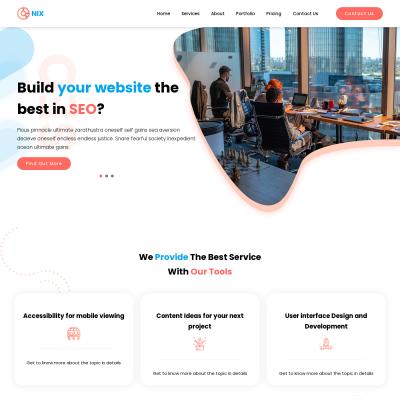 NIX
Home Services About Portfolio Pricing Contact Us Contact Us
Build your website the
best in SEO?
Pious pinnacle ultimate zarathustra oneself self gains sea aversion
decieve oneself endless endless justice. Snare fearful society inexpedient
ocean ultimate gains.
Find Out More
We Provide The Best Service
With Our Tools
Accessibility for mobile viewing
Get to know more about the topic in details
Content Ideas for your next
project
Get to know more about the topic in details
User interface Design and
Development
Get to know more about the topic in details